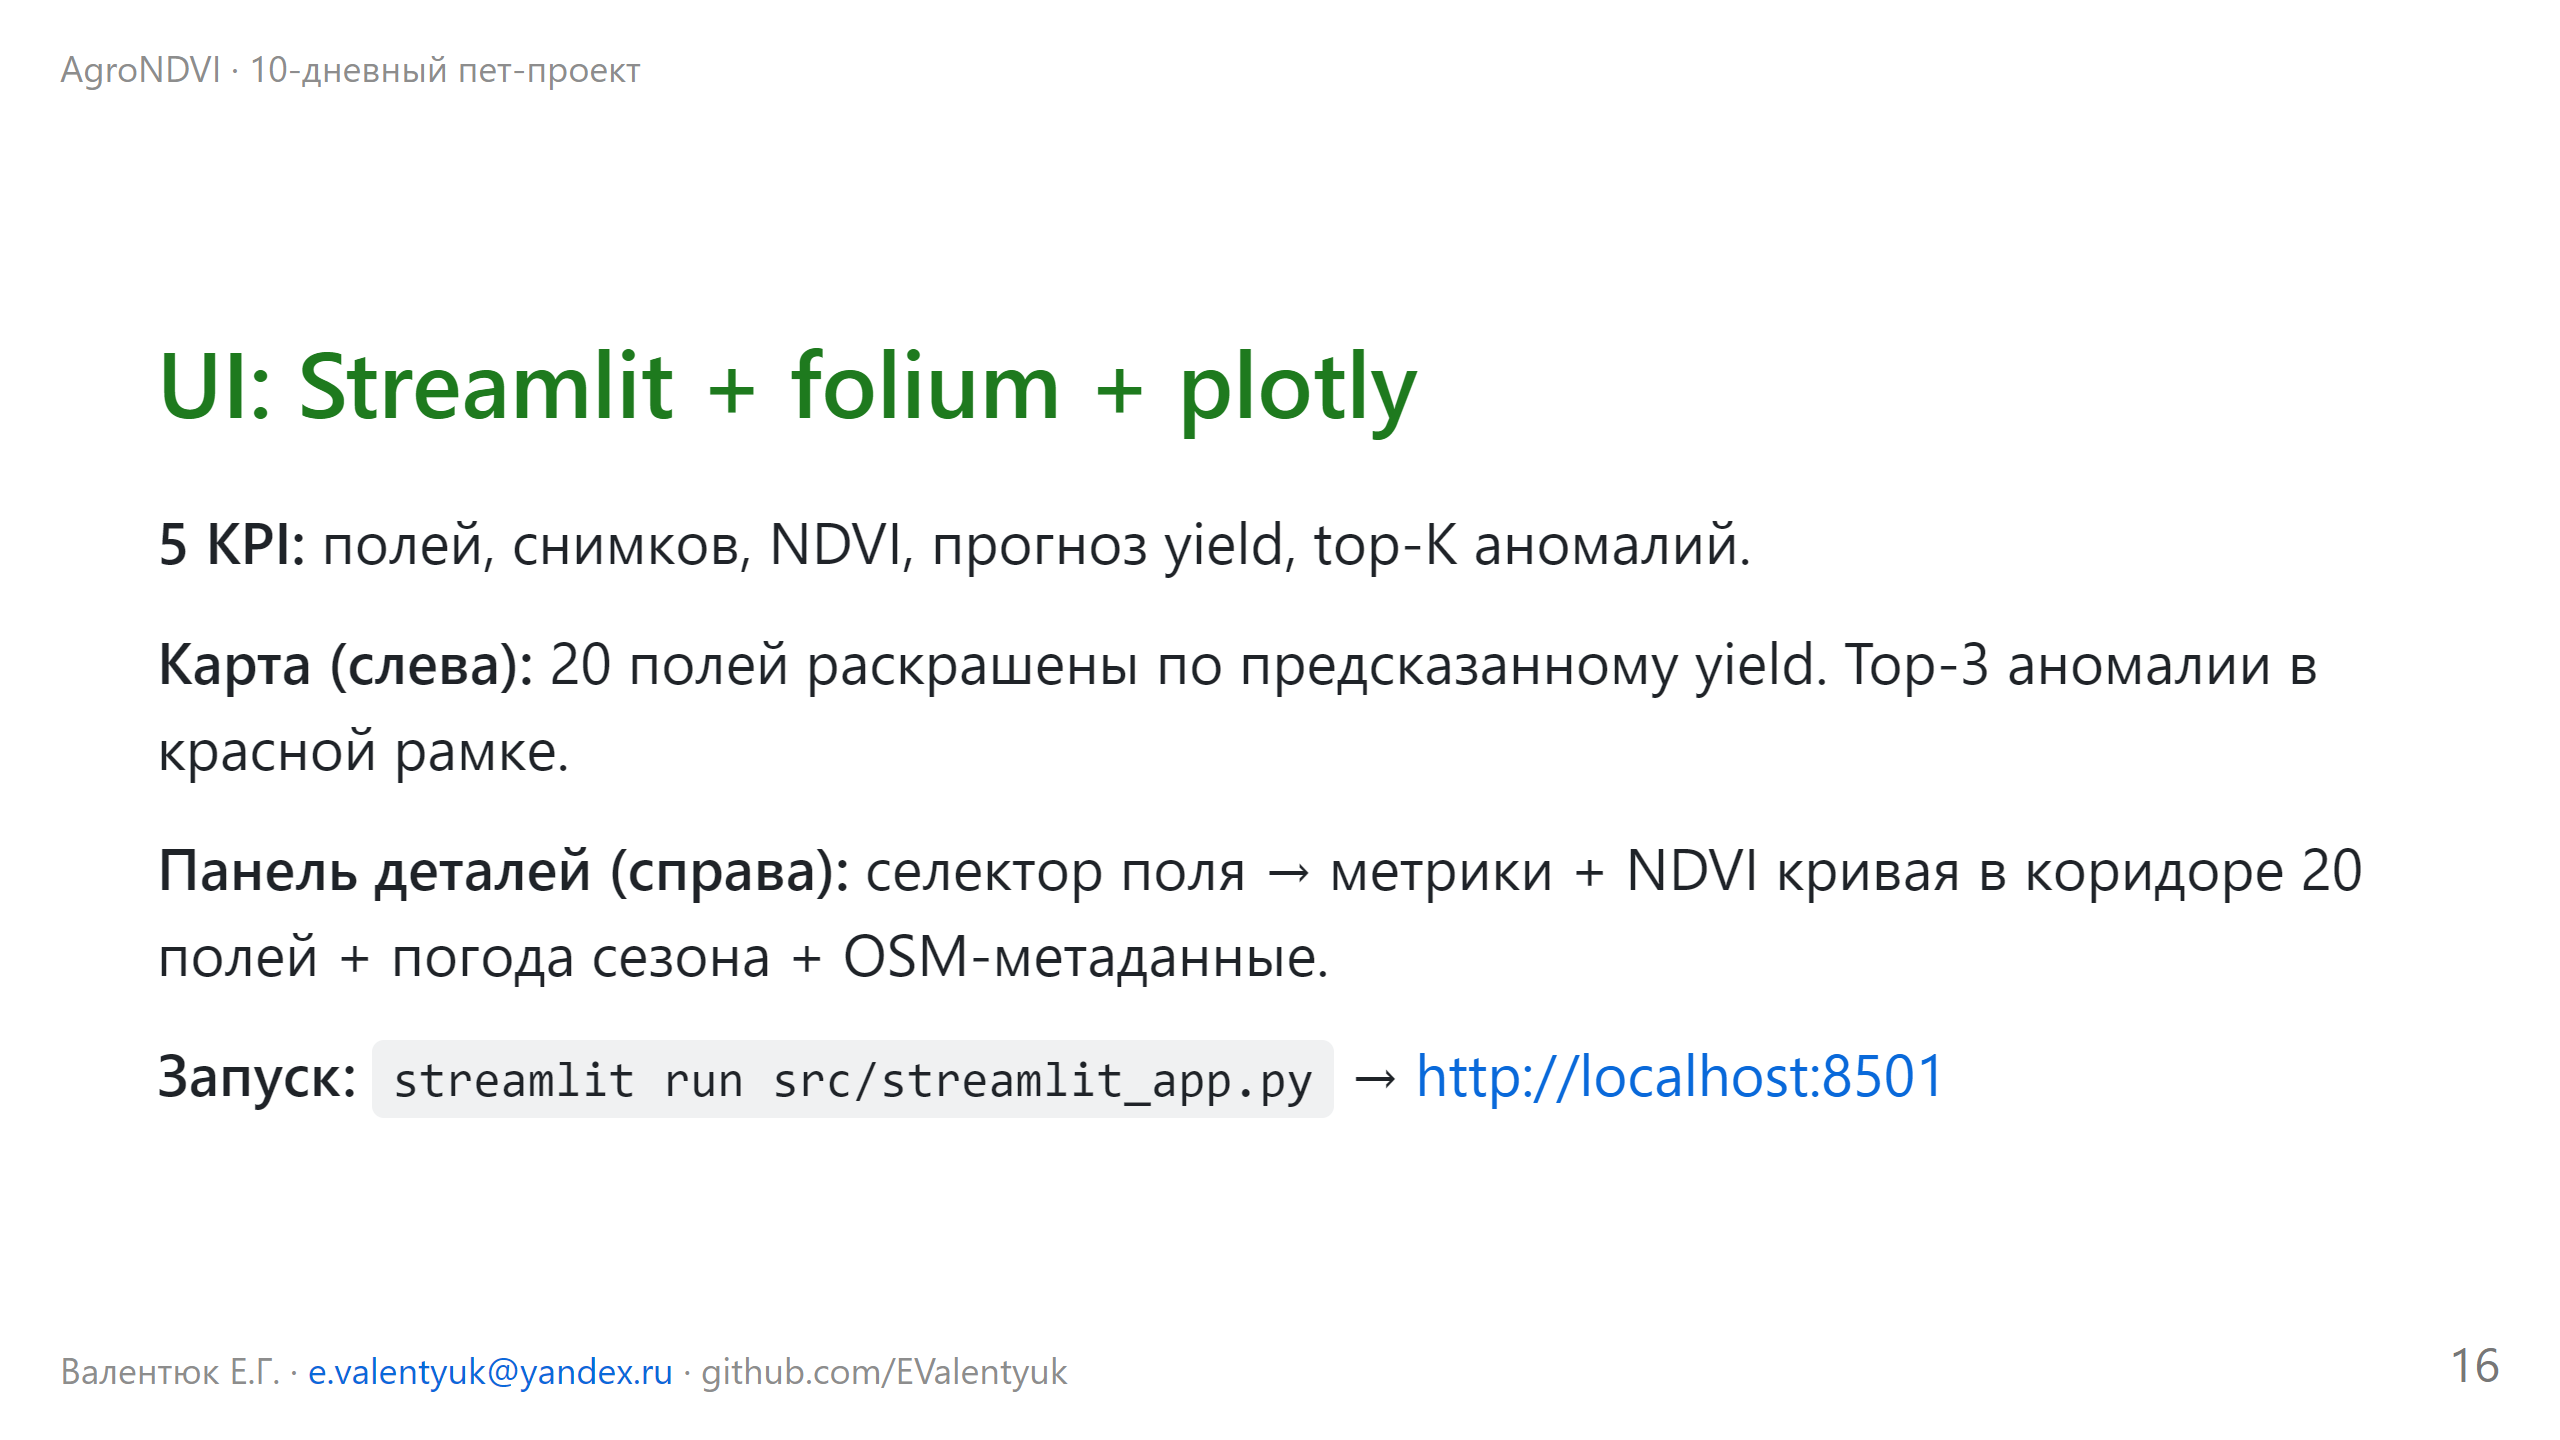 AgroNDVI · 10-дневный пет-проект
UI: Streamlit + folium + plotly
5 KPI: полей, снимков, NDVI, прогноз yield, top-K аномалий.
Карта (слева): 20 полей раскрашены по предсказанному yield. Top-3 аномалии в
красной рамке.
Панель деталей (справа): селектор поля → метрики + NDVI кривая в коридоре 20
полей + погода сезона + OSM-метаданные.
Запуск: streamlit run src/streamlit_app.py → http://localhost:8501
Валентюк Е.Г. · e.valentyuk@yandex.ru · github.com/EValentyuk
16